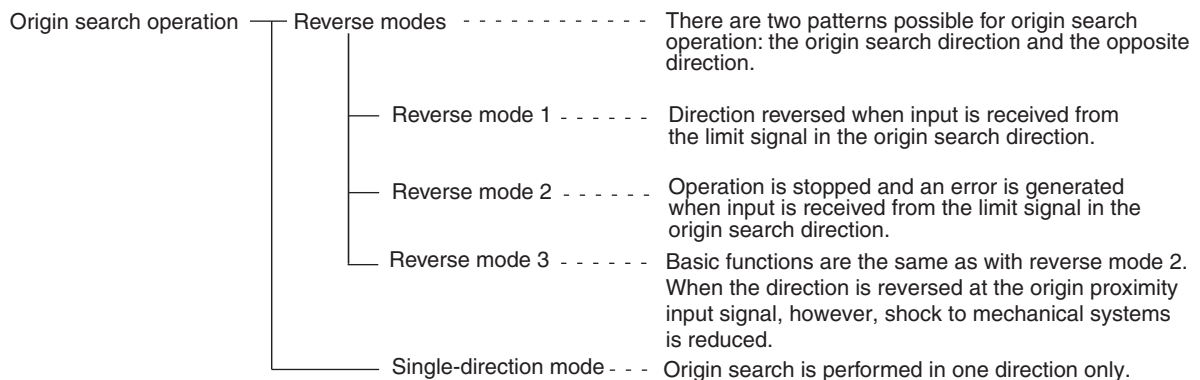 Origin search operation
Reverse modes
There are two patterns possible for origin search
operation: the origin search direction and the opposite
direction.
Reverse mode 1
Direction reversed when input is received from
the limit signal in the origin search direction.
Reverse mode 2
Operation is stopped and an error is generated
when input is received from the limit signal in the
origin search direction.
Reverse mode 3
Basic functions are the same as with reverse mode 2.
When the direction is reversed at the origin proximity
input signal, however, shock to mechanical systems
is reduced.
Single-direction mode
Origin search is performed in one direction only.